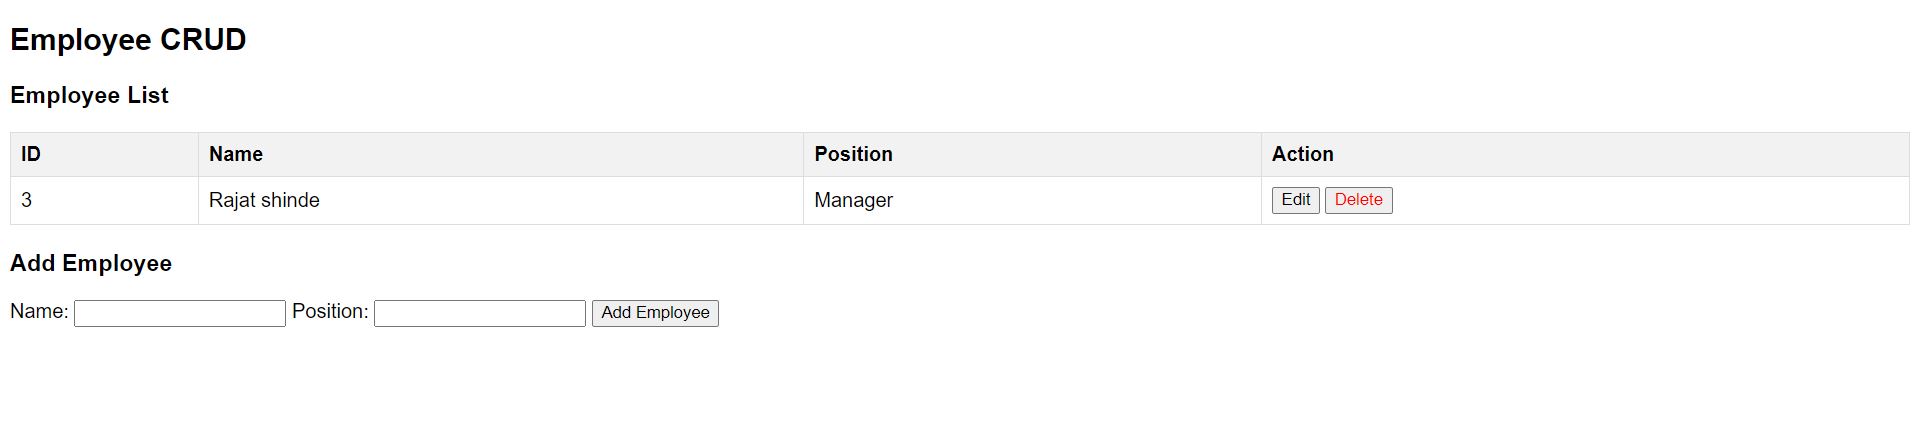 Employee CRUD
Employee List
ID Name Position Action
3 Rajat shinde Manager Edit Delete
Add Employee
Name: Position: Add Employee